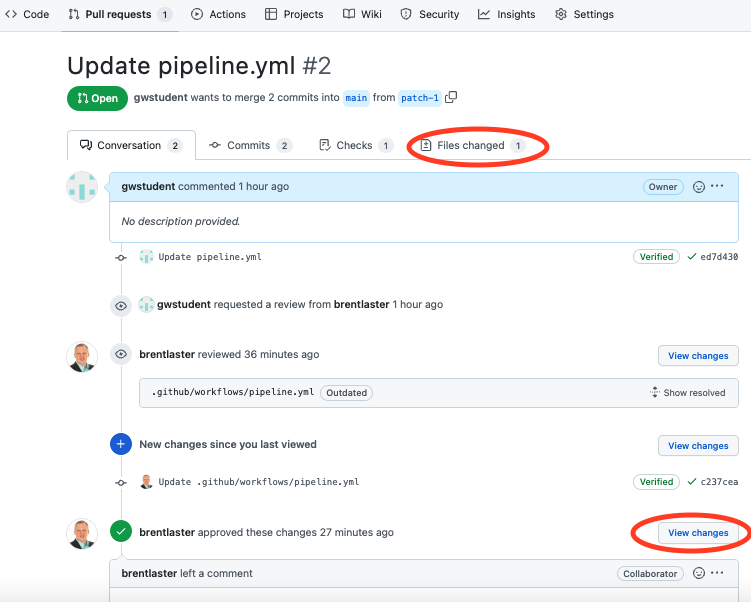 Code Pull requests 1 Actions Projects Wiki Security Insights Settings
Update pipeline.yml #2
Open gwstudent wants to merge 2 commits into main from patch-1
Conversation 2 Commits 2 Checks 1 Files changed 1
gwstudent commented 1 hour ago Owner ...
No description provided.
Update pipeline.yml Verified ed7d430
gwstudent requested a review from brentlaster 1 hour ago
brentlaster reviewed 36 minutes ago View changes
.github/workflows/pipeline.yml Outdated Show resolved
New changes since you last viewed View changes
Update .github/workflows/pipeline.yml Verified c237cea
brentlaster approved these changes 27 minutes ago View changes
brentlaster left a comment Collaborator ...